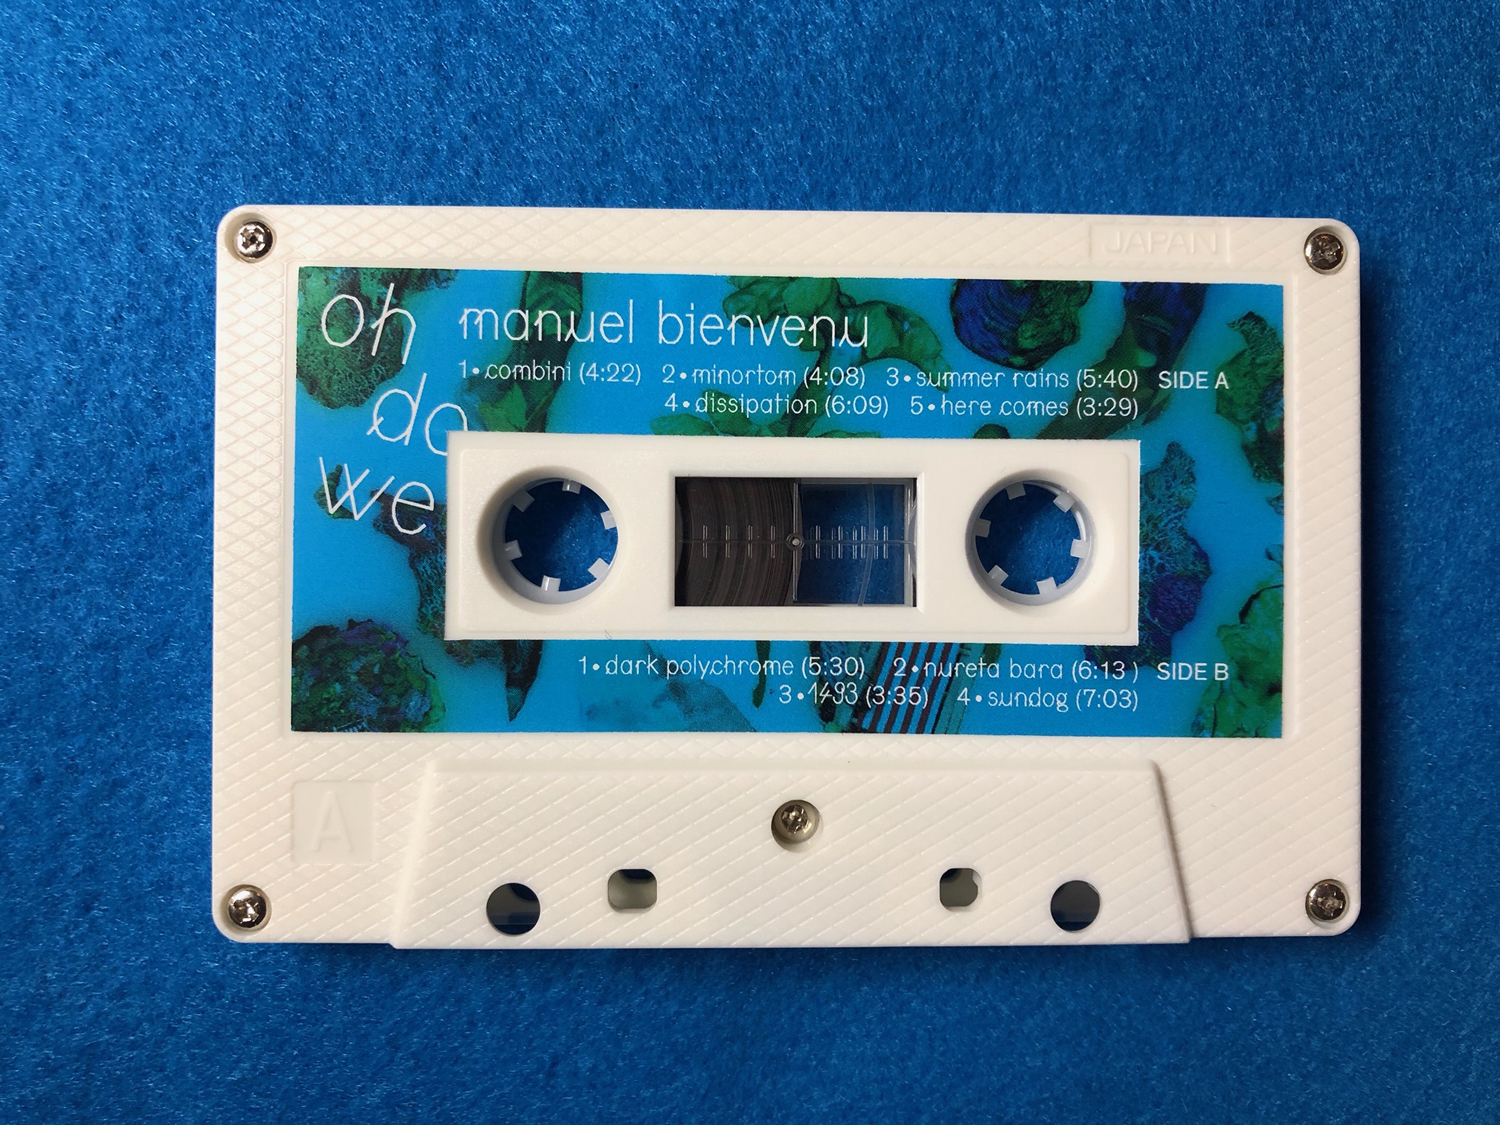 JAPAN
oh
do
we
manuel bienvenu
1•combini (4:22) 2•minortom (4:08) 3•summer rains (5:40) SIDE A
4•dissipation (6:09) 5•here comes (3:29)
1•dark polychrome (5:30) 2•nureta bara (6:13 ) SIDE B
3•1493 (3:35) 4•sundog (7:03)
A